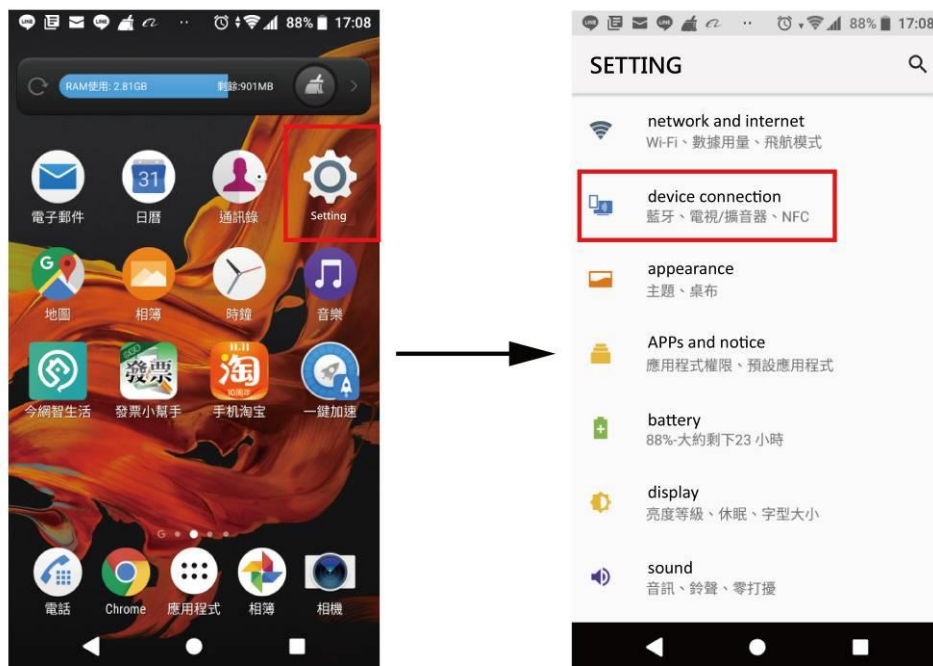 88% 17:08
RAM使用: 2.81GB
剩餘:901MB
電子郵件
31
日曆
通訊錄
Setting
G
地圖
相簿
時鐘
音樂
今網智生活
發票
發票小幫手
11.11
淘
10周年
手机淘宝
一鍵加速
G
電話
Chrome
應用程式
相簿
相機
88% 17:08
SETTING
network and internet
Wi-Fi、數據用量、飛航模式
device connection
藍牙、電視/擴音器、NFC
appearance
主題、桌布
APPs and notice
應用程式權限、預設應用程式
battery
88%-大約剩下23 小時
display
亮度等級、休眠、字型大小
sound
音訊、鈴聲、零打擾